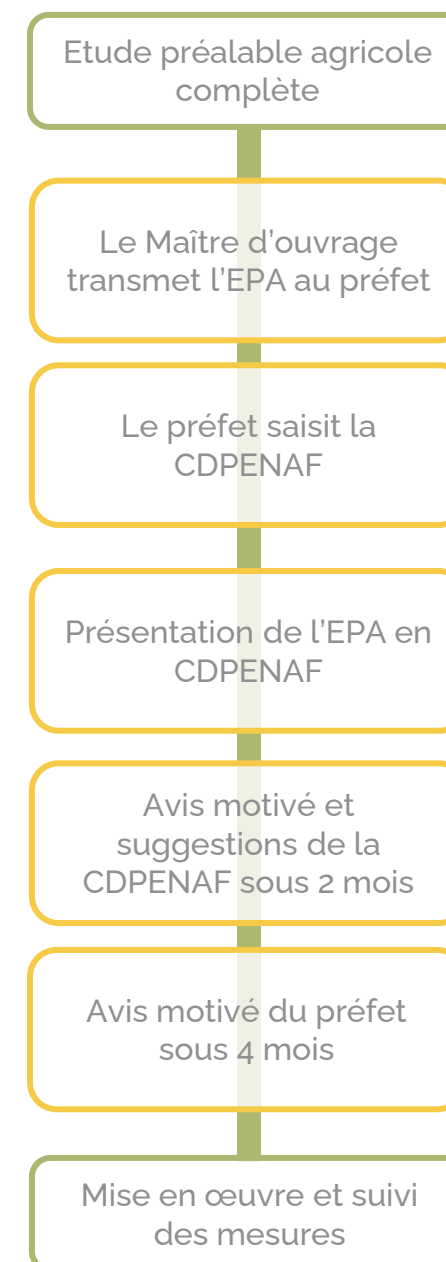 Etude préalable agricole
complète
Le Maître d'ouvrage
transmet l'EPA au préfet
Le préfet saisit la
CDPENAF
Présentation de l'EPA en
CDPENAF
Avis motivé et
suggestions de la
CDPENAF sous 2 mois
Avis motivé du préfet
sous 4 mois
Mise en œuvre et suivi
des mesures